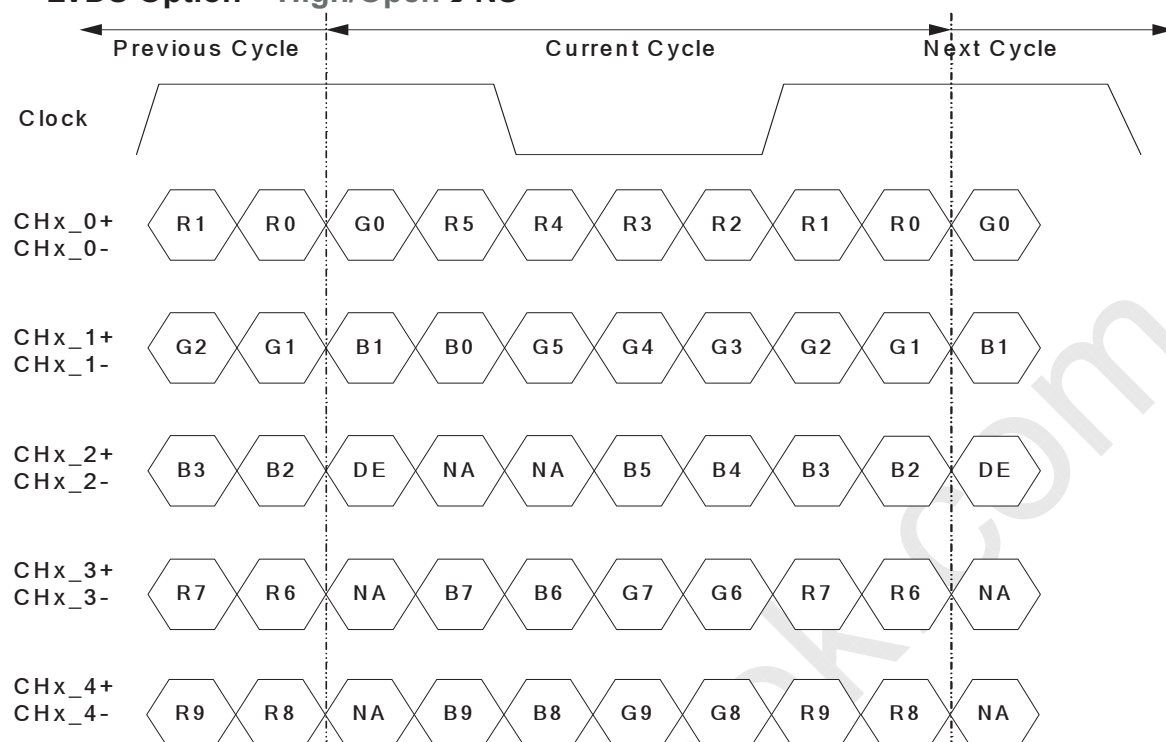 Previous Cycle Current Cycle Next Cycle
Clock
CHx_0+ R1 R0 G0 R5 R4 R3 R2 R1 R0 G0
CHx_0-
CHx_1+ G2 G1 B1 B0 G5 G4 G3 G2 G1 B1
CHx_1-
CHx_2+ B3 B2 DE NA NA B5 B4 B3 B2 DE
CHx_2-
CHx_3+ R7 R6 NA B7 B6 G7 G6 R7 R6 NA
CHx_3-
CHx_4+ R9 R8 NA B9 B8 G9 G8 R9 R8 NA
CHx_4-